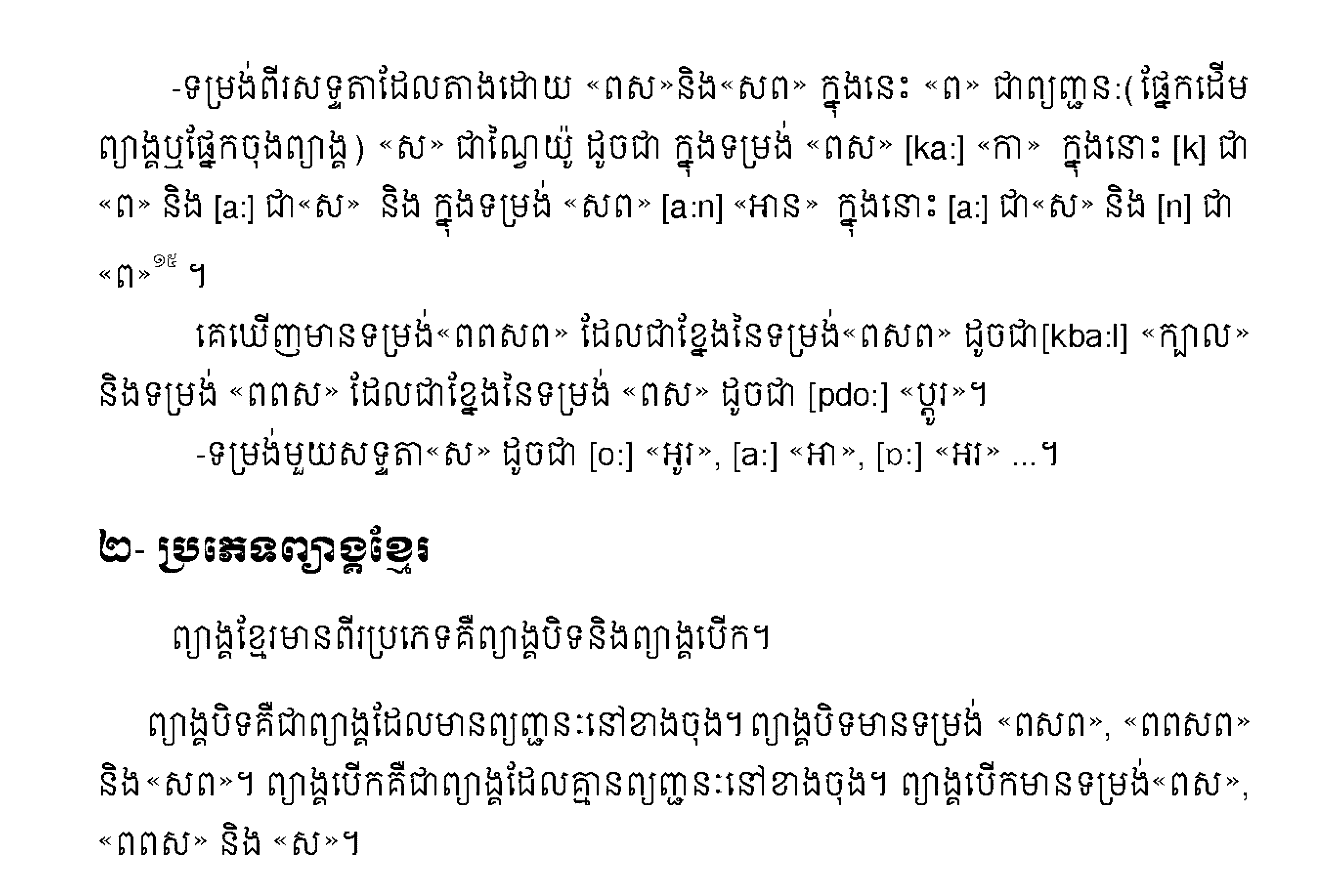 -ទម្រង់ពីរសទ្ទតាដែលតាងដោយ «ពស»និង«សព» ក្នុងនេះ «ព» ជាព្យញ្ជនៈ(ផ្នែកដើម
ព្យាង្គឬផ្នែកចុងព្យាង្គ) «ស» ជាណ្វៃយ៉ូ ដូចជា ក្នុងទម្រង់ «ពស» [ka:] «កា» ក្នុងនោះ [k] ជា
«ព» និង [a:] ជា«ស» និង ក្នុងទម្រង់ «សព» [a:n] «អាន» ក្នុងនោះ [a:] ជា«ស» និង [n] ជា
«ព»១៥ ។
គេឃើញមានទម្រង់«ពពសព» ដែលជាខ្នែងនៃទម្រង់«ពសព» ដូចជា[kba:l] «ក្បាល»
និងទម្រង់ «ពពស» ដែលជាខ្នែងនៃទម្រង់ «ពស» ដូចជា [pdo:] «ប្តូរ»។
-ទម្រង់មួយសទ្ទតា«ស» ដូចជា [o:] «អូរ», [a:] «អា», [ɒ:] «អរ» ...។
២- ប្រភេទព្យាង្គខ្មែរ
ព្យាង្គខ្មែរមានពីរប្រភេទគឺព្យាង្គបិទនិងព្យាង្គបើក។
ព្យាង្គបិទគឺជាព្យាង្គដែលមានព្យញ្ជនៈនៅខាងចុង។ ព្យាង្គបិទមានទម្រង់ «ពសព», «ពពសព»
និង«សព»។ ព្យាង្គបើកគឺជាព្យាង្គដែលគ្មានព្យញ្ជនៈនៅខាងចុង។ ព្យាង្គបើកមានទម្រង់«ពស»,
«ពពស» និង «ស»។